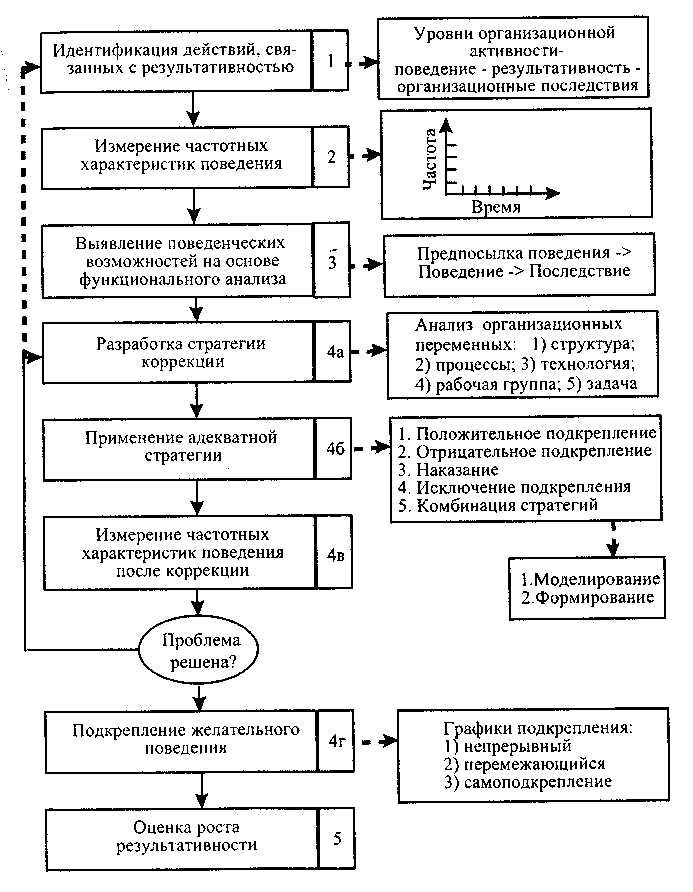 Идентификация действий, свя-
занных с результативностью
1
Уровни организационной
активности-
поведение - результативность -
организационные последствия
Измерение частотных
характеристик поведения
2
Частота
Время
Выявление поведенческих
возможностей на основе
функционального анализа
3
Предпосылка поведения ->
Поведение -> Последствие
Разработка стратегии
коррекции
4а
Анализ организационных
переменных: 1) структура;
2) процессы; 3) технология;
4) рабочая группа; 5) задача
Применение адекватной
стратегии
4б
1. Положительное подкрепление
2. Отрицательное подкрепление
3. Наказание
4. Исключение подкрепления
5. Комбинация стратегий
Измерение частотных
характеристик поведения
после коррекции
4в
1.Моделирование
2.Формирование
Проблема
решена?
Подкрепление желательного
поведения
4г
Графики подкрепления:
1) непрерывный
2) перемежающийся
3) самоподкрепление
Оценка роста
результативности
5